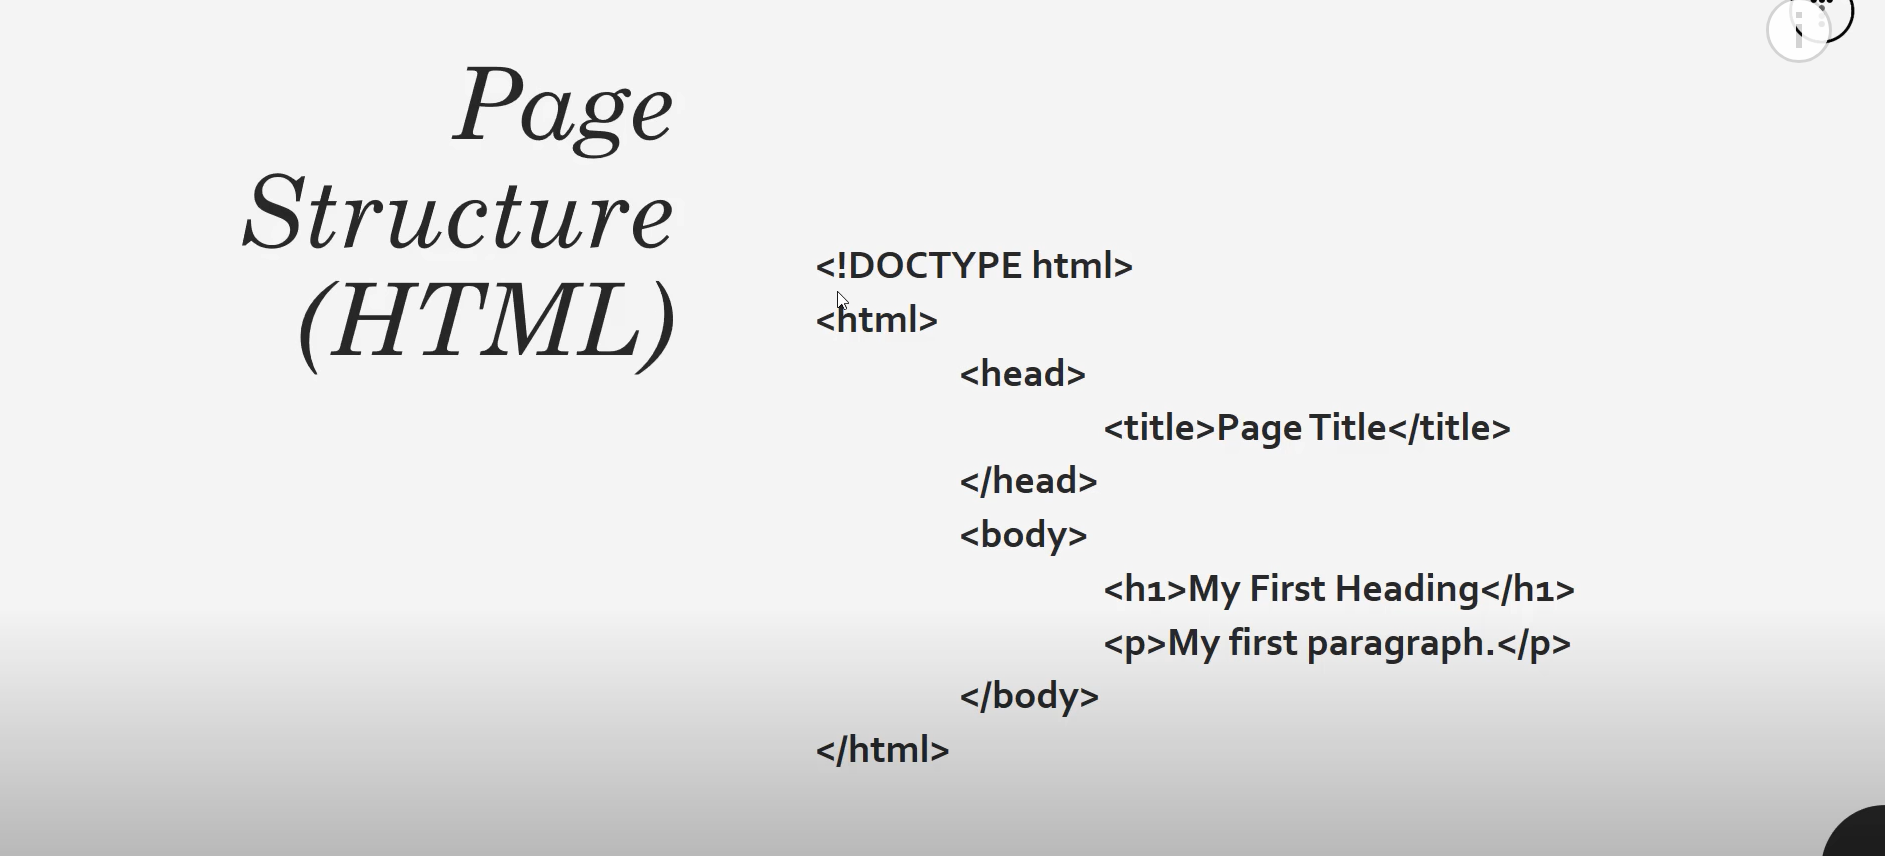 Page
Structure
(HTML)
<!DOCTYPE html>
<html>
<head>
<title>Page Title</title>
</head>
<body>
<h1>My First Heading</h1>
<p>My first paragraph.</p>
</body>
</html>
i